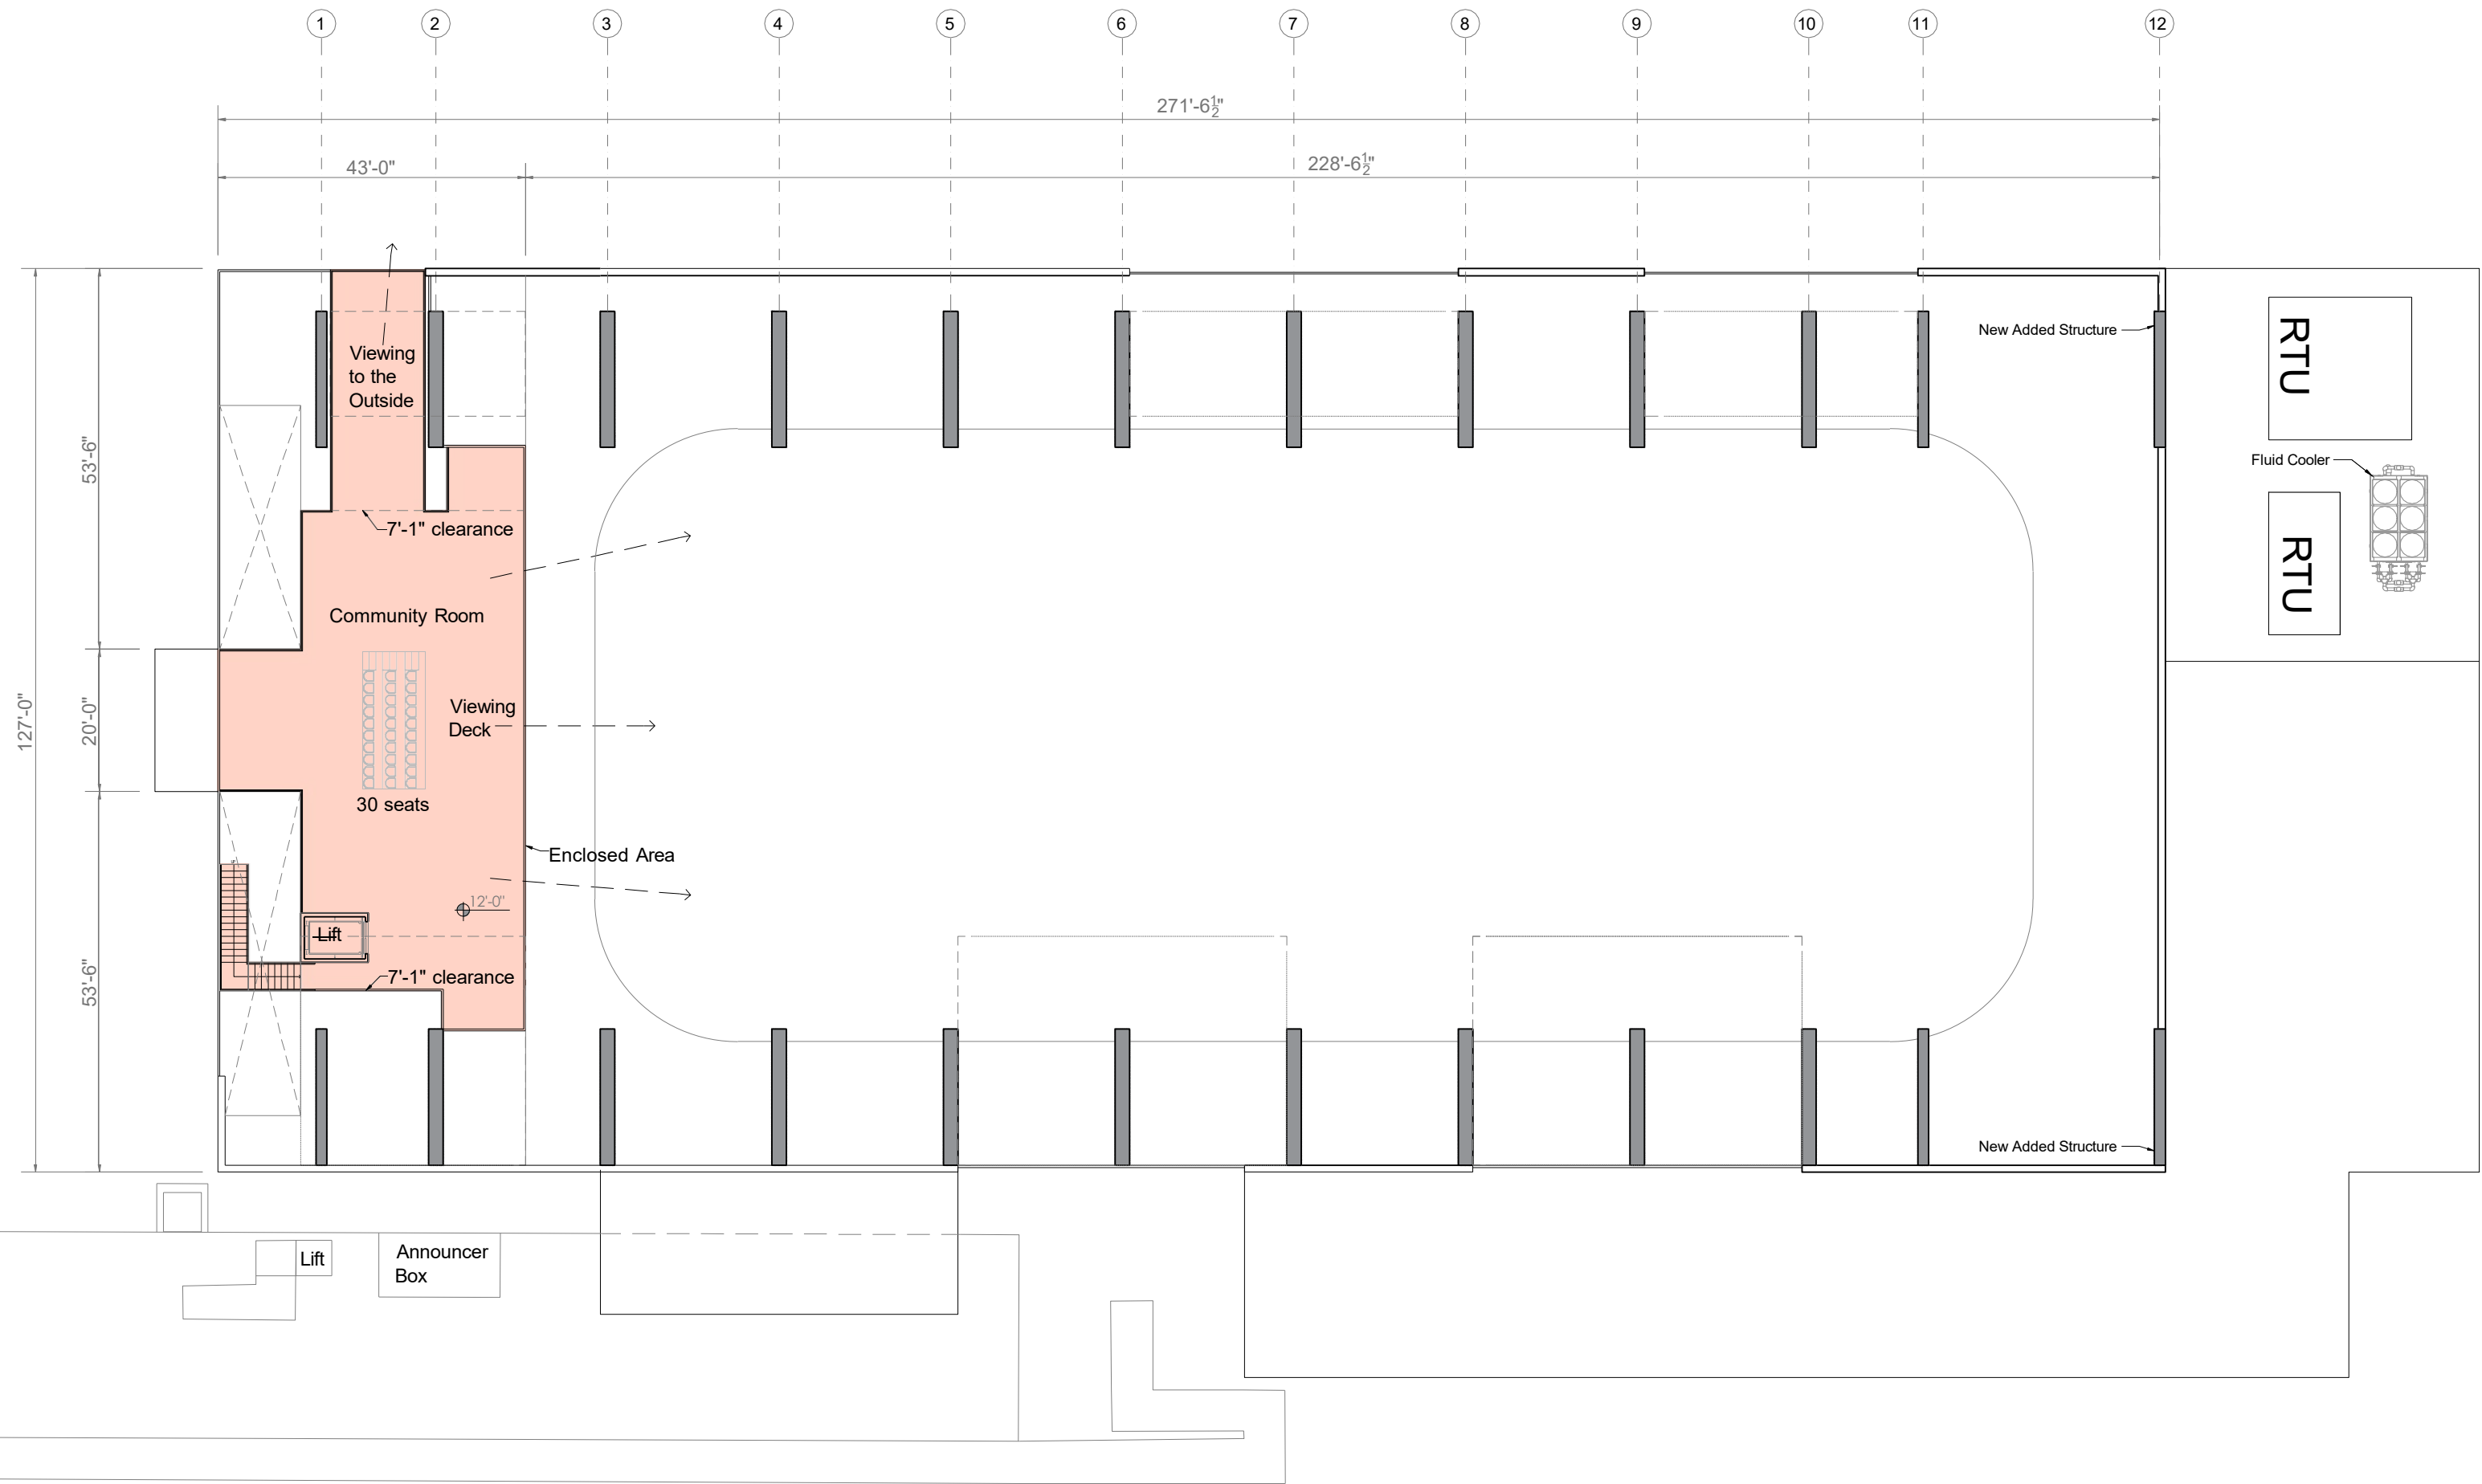 1
2
3
4
5
6
7
8
9
10
11
12
271'-6½"
43'-0"
228'-6½"
127'-0"
53'-6"
20'-0"
53'-6"
Viewing
to the
Outside
7'-1" clearance
Community Room
Viewing
Deck
30 seats
Enclosed Area
12'-0"
Lift
7'-1" clearance
New Added Structure
RTU
Fluid Cooler
RTU
New Added Structure
Lift
Announcer
Box